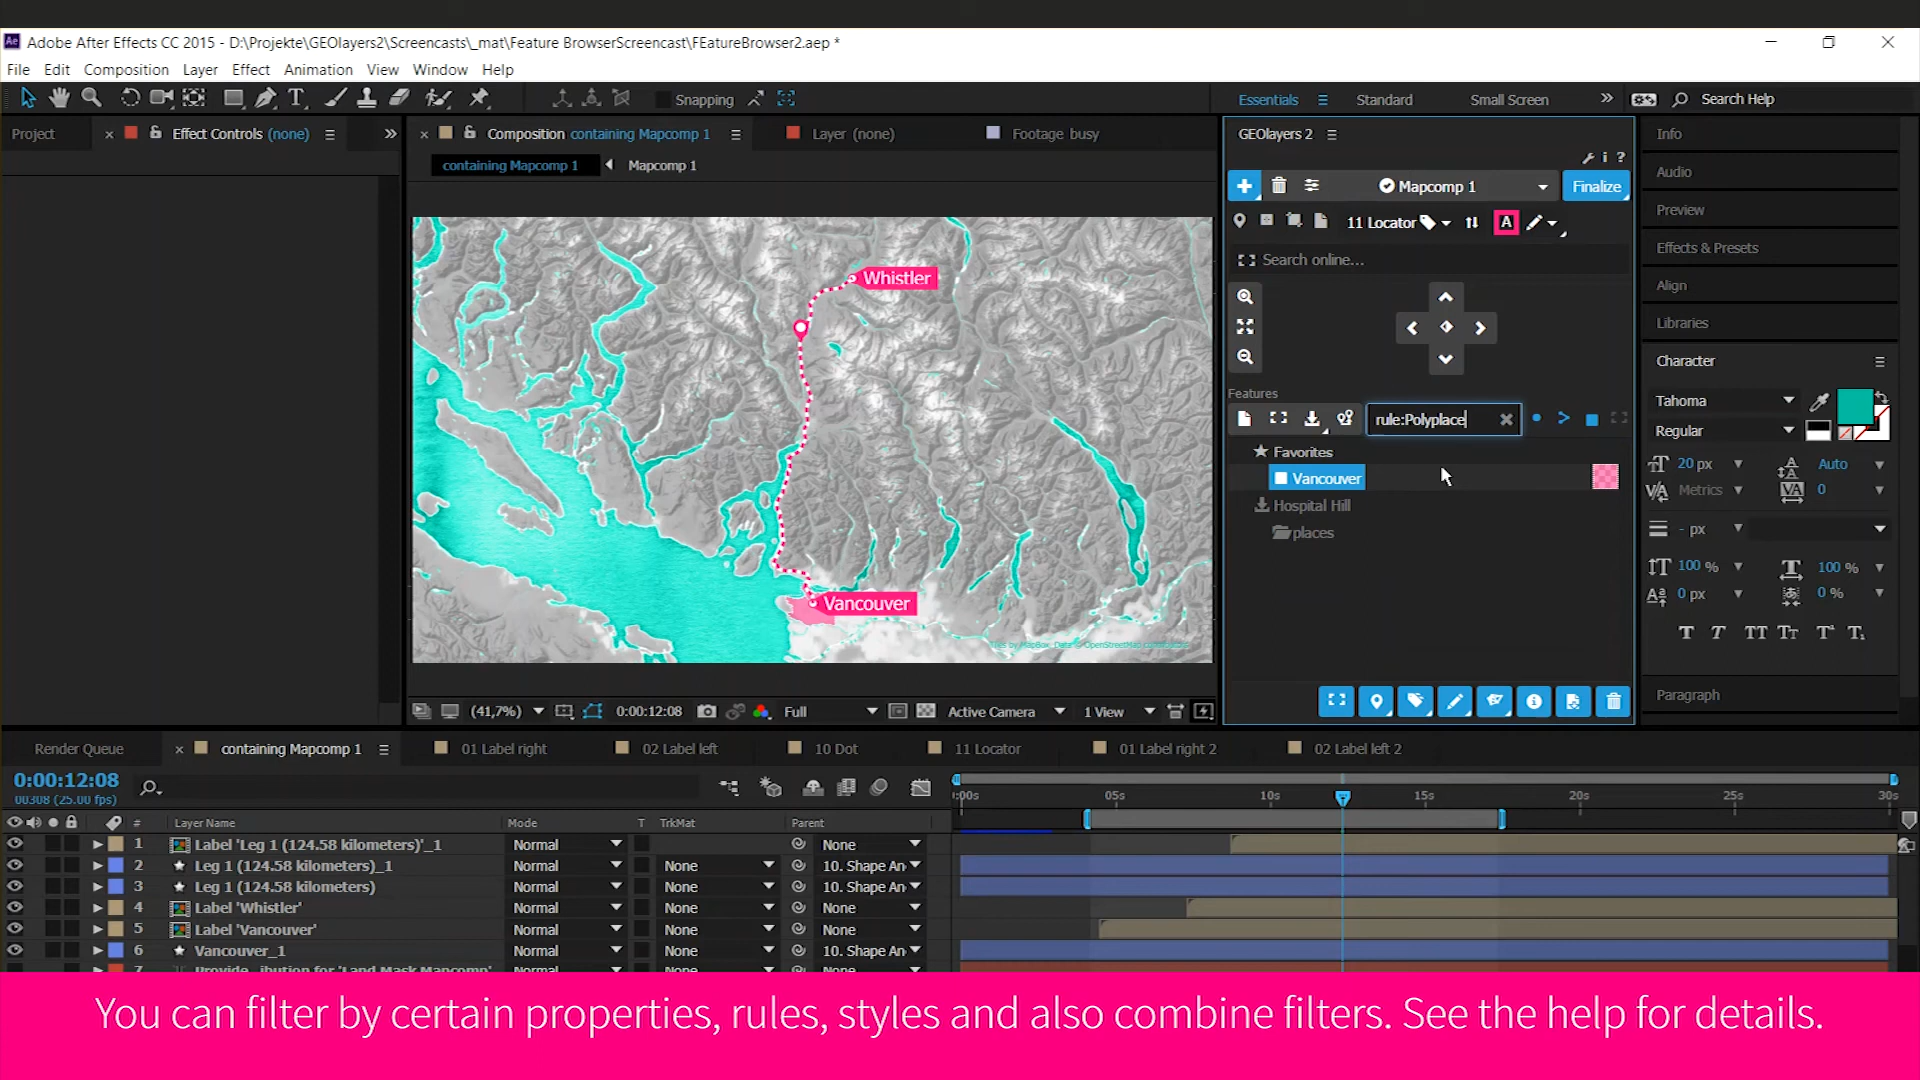 Adobe After Effects CC 2015 - D:\Projekte\GEOlayers2\Screencasts\_mat\Feature BrowserScreencast\FEatureBrowser2.aep *
File Edit Composition Layer Effect Animation View Window Help
Snapping
Essentials Standard Small Screen Search Help
Project Effect Controls (none) Composition containing Mapcomp 1 Layer (none) Footage busy
containing Mapcomp 1 Mapcomp 1
Whistler
Vancouver
(41,7%) 0:00:12:08 Full Active Camera 1 View
GEOlayers 2
Mapcomp 1 Finalize
11 Locator A
Search online...
Features
rule:Polyplace
Favorites
Vancouver
Hospital Hill
places
Info
Audio
Preview
Effects & Presets
Align
Libraries
Character
Tahoma
Regular
20 px Auto
Metrics 0
- px
100 % 100 %
0 px 0 %
Paragraph
Render Queue containing Mapcomp 1 01 Label right 02 Label left 10 Dot 11 Locator 01 Label right 2 02 Label left 2
0:00:12:08
00308 (25.00 fps)
:00s 05s 10s 15s 20s 25s 30s
# Layer Name Mode T TrkMat Parent
1 Label 'Leg 1 (124.58 kilometers)'_1 Normal None
2 Leg 1 (124.58 kilometers)_1 Normal None 10. Shape An
3 Leg 1 (124.58 kilometers) Normal None 10. Shape An
4 Label 'Whistler' Normal None None
5 Label 'Vancouver' Normal None None
6 Vancouver_1 Normal None 10. Shape An
You can filter by certain properties, rules, styles and also combine filters. See the help for details.